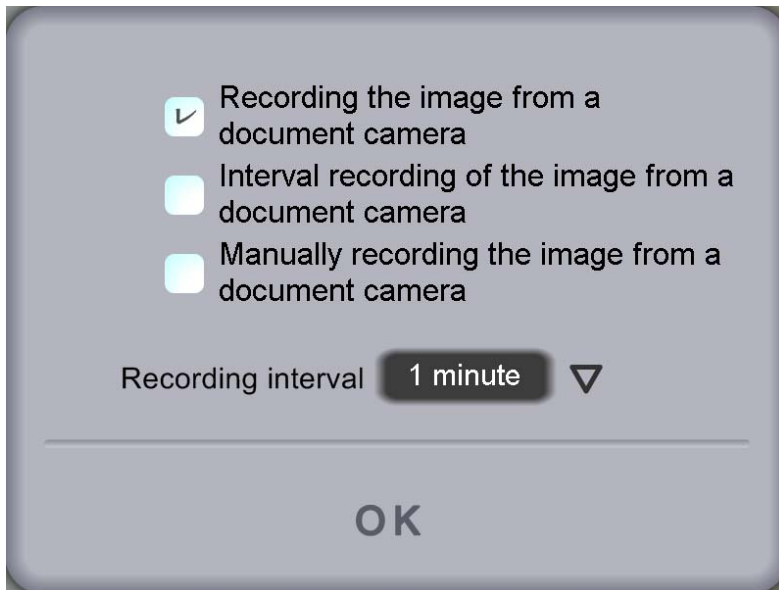 Recording the image from a
document camera
Interval recording of the image from a
document camera
Manually recording the image from a
document camera
Recording interval 1 minute
OK